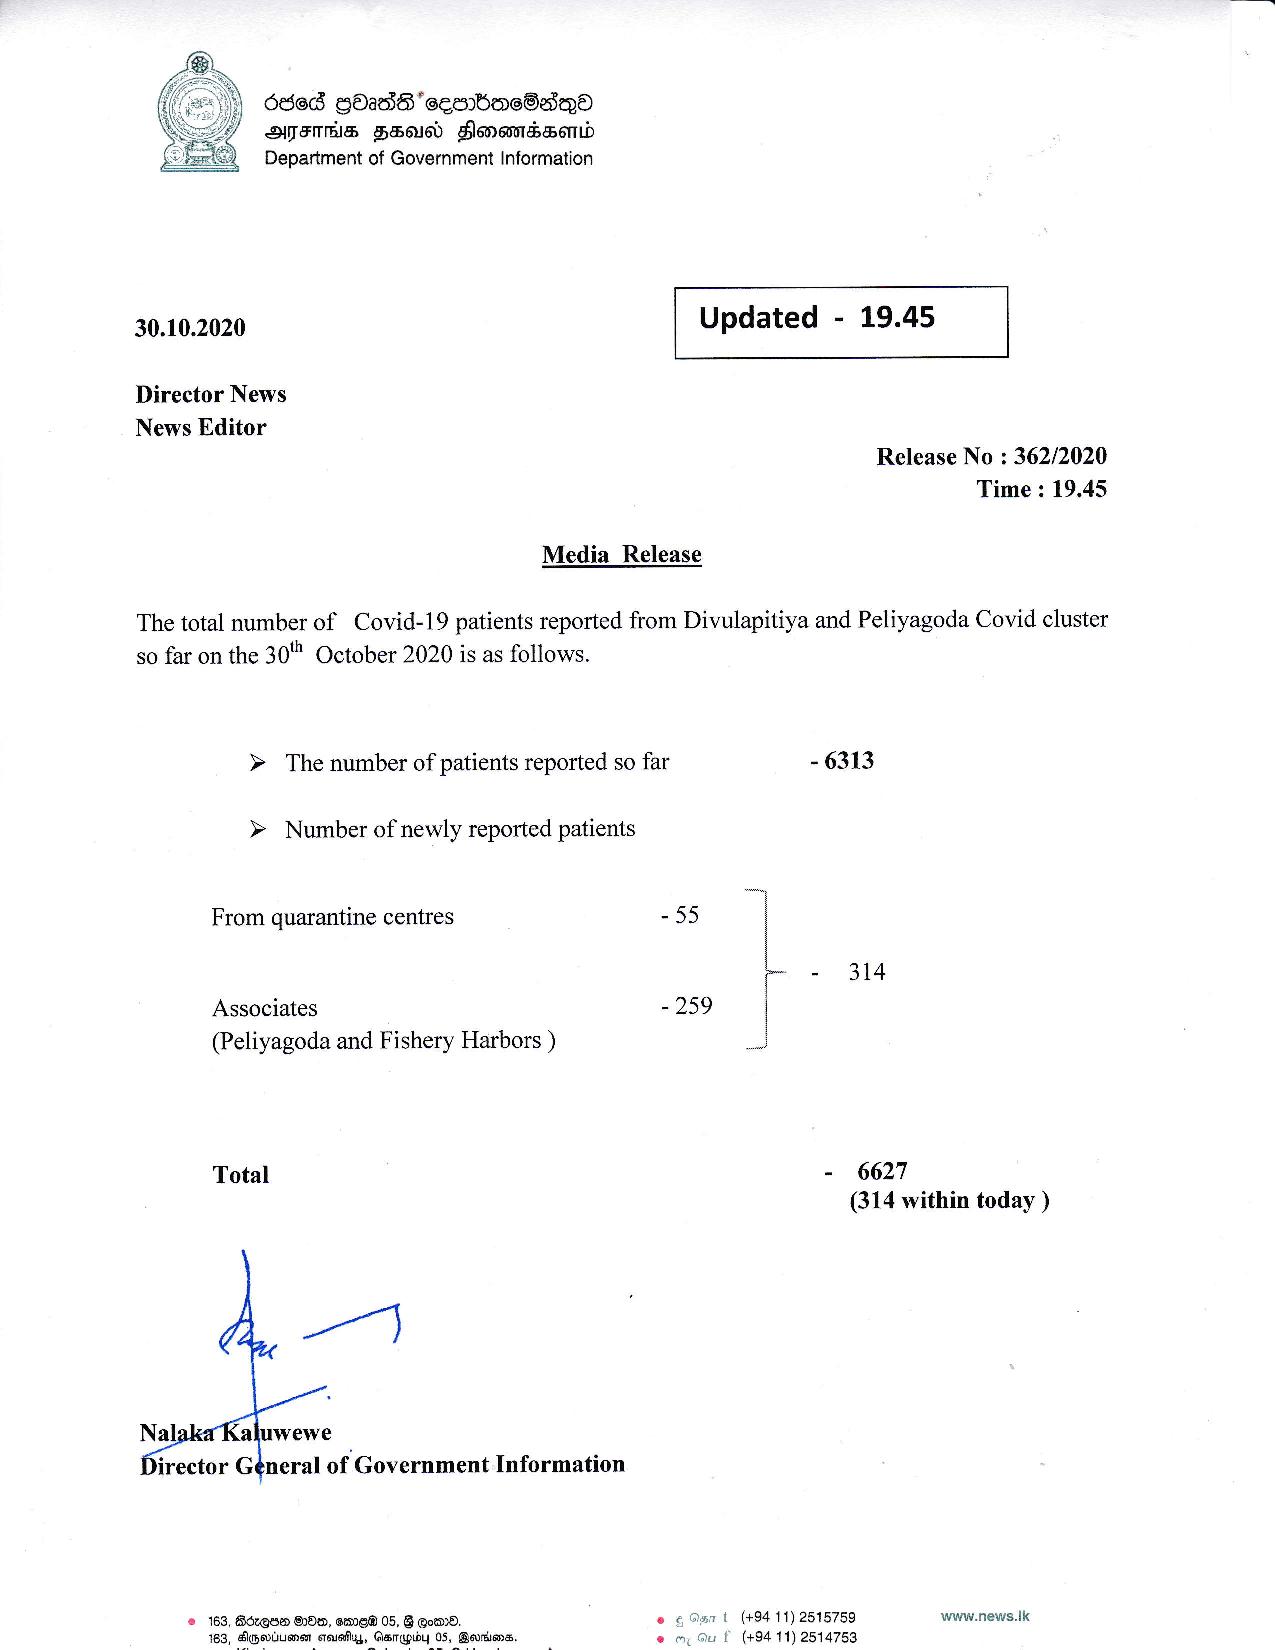 රජයේ ප්‍රවෘත්ති දෙපාර්තමේන්තුව
அரசாங்க தகவல் திணைக்களம்
Department of Government Information
Updated - 19.45
30.10.2020
Director News
News Editor
Release No : 362/2020
Time : 19.45
Media Release
The total number of Covid-19 patients reported from Divulapitiya and Peliyagoda Covid cluster
so far on the 30th October 2020 is as follows.
➢ The number of patients reported so far - 6313
➢ Number of newly reported patients
From quarantine centres - 55
- 314
Associates - 259
(Peliyagoda and Fishery Harbors )
Total - 6627
(314 within today )
Nalaka Kaluwewe
Director General of Government Information
• 163, කිරුලපන මාවත, කොළඹ 05, ශ්‍රී ලංකාව. • දු தொ t (+94 11) 2515759 www.news.lk
163, கிருலப்பனை எவனியூ, கொழும்பு 05, இலங்கை. • ෆැ பெ f (+94 11) 2514753